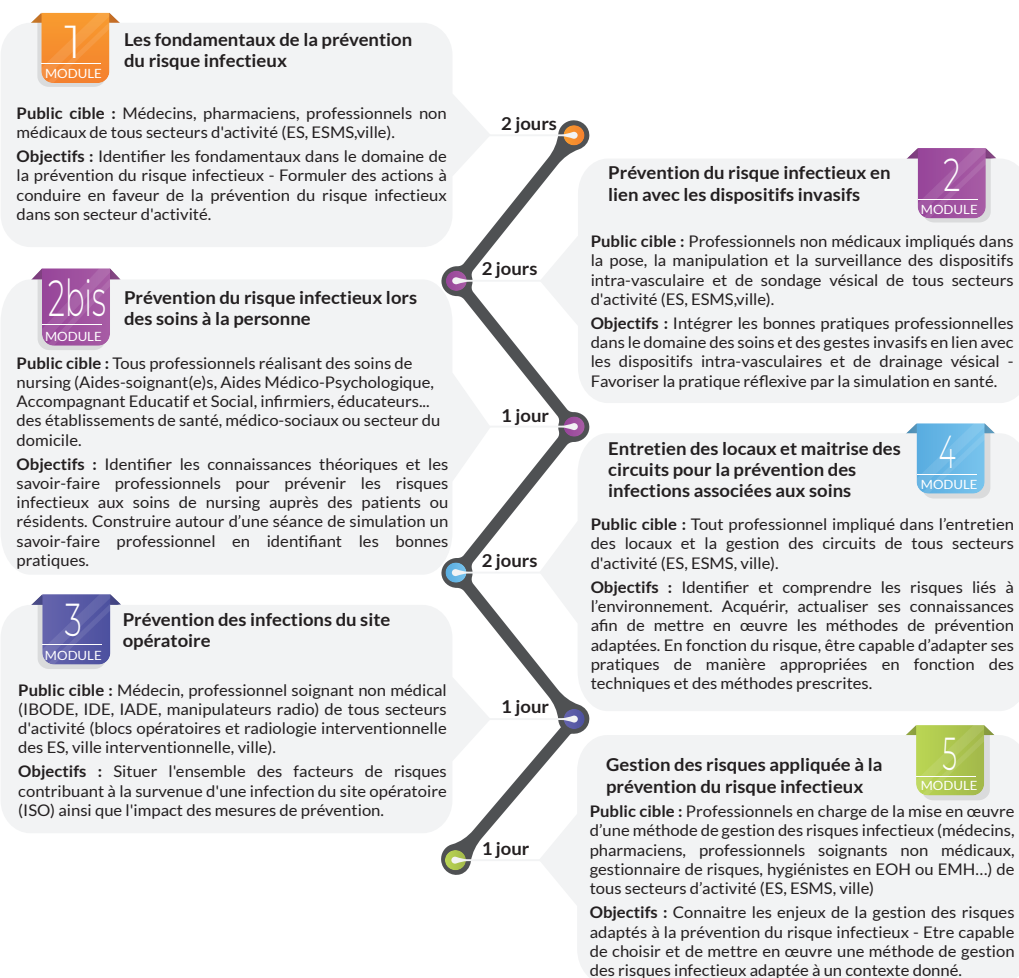 1
MODULE
Les fondamentaux de la prévention
du risque infectieux
Public cible : Médecins, pharmaciens, professionnels non
médicaux de tous secteurs d'activité (ES, ESMS,ville).
Objectifs : Identifier les fondamentaux dans le domaine de
la prévention du risque infectieux - Formuler des actions à
conduire en faveur de la prévention du risque infectieux
dans son secteur d'activité.
2 jours
Prévention du risque infectieux en
lien avec les dispositifs invasifs
2
MODULE
Public cible : Professionnels non médicaux impliqués dans
la pose, la manipulation et la surveillance des dispositifs
intra-vasculaire et de sondage vésical de tous secteurs
d'activité (ES, ESMS,ville).
Objectifs : Intégrer les bonnes pratiques professionnelles
dans le domaine des soins et des gestes invasifs en lien avec
les dispositifs intra-vasculaires et de drainage vésical -
Favoriser la pratique réflexive par la simulation en santé.
2 jours
2bis
MODULE
Prévention du risque infectieux lors
des soins à la personne
Public cible : Tous professionnels réalisant des soins de
nursing (Aides-soignant(e)s, Aides Médico-Psychologique,
Accompagnant Educatif et Social, infirmiers, éducateurs...
des établissements de santé, médico-sociaux ou secteur du
domicile.
Objectifs : Identifier les connaissances théoriques et les
savoir-faire professionnels pour prévenir les risques
infectieux aux soins de nursing auprès des patients ou
résidents. Construire autour d’une séance de simulation un
savoir-faire professionnel en identifiant les bonnes
pratiques.
1 jour
Entretien des locaux et maitrise des
circuits pour la prévention des
infections associées aux soins
4
MODULE
Public cible : Tout professionnel impliqué dans l’entretien
des locaux et la gestion des circuits de tous secteurs
d'activité (ES, ESMS, ville).
Objectifs : Identifier et comprendre les risques liés à
l’environnement. Acquérir, actualiser ses connaissances
afin de mettre en œuvre les méthodes de prévention
adaptées. En fonction du risque, être capable d’adapter ses
pratiques de manière appropriées en fonction des
techniques et des méthodes prescrites.
2 jours
3
MODULE
Prévention des infections du site
opératoire
Public cible : Médecin, professionnel soignant non médical
(IBODE, IDE, IADE, manipulateurs radio) de tous secteurs
d'activité (blocs opératoires et radiologie interventionnelle
des ES, ville interventionnelle, ville).
Objectifs : Situer l'ensemble des facteurs de risques
contribuant à la survenue d'une infection du site opératoire
(ISO) ainsi que l'impact des mesures de prévention.
1 jour
Gestion des risques appliquée à la
prévention du risque infectieux
5
MODULE
Public cible : Professionnels en charge de la mise en œuvre
d’une méthode de gestion des risques infectieux (médecins,
pharmaciens, professionnels soignants non médicaux,
gestionnaire de risques, hygiénistes en EOH ou EMH…) de
tous secteurs d’activité (ES, ESMS, ville)
Objectifs : Connaitre les enjeux de la gestion des risques
adaptés à la prévention du risque infectieux - Etre capable
de choisir et de mettre en œuvre une méthode de gestion
des risques infectieux adaptée à un contexte donné.
1 jour